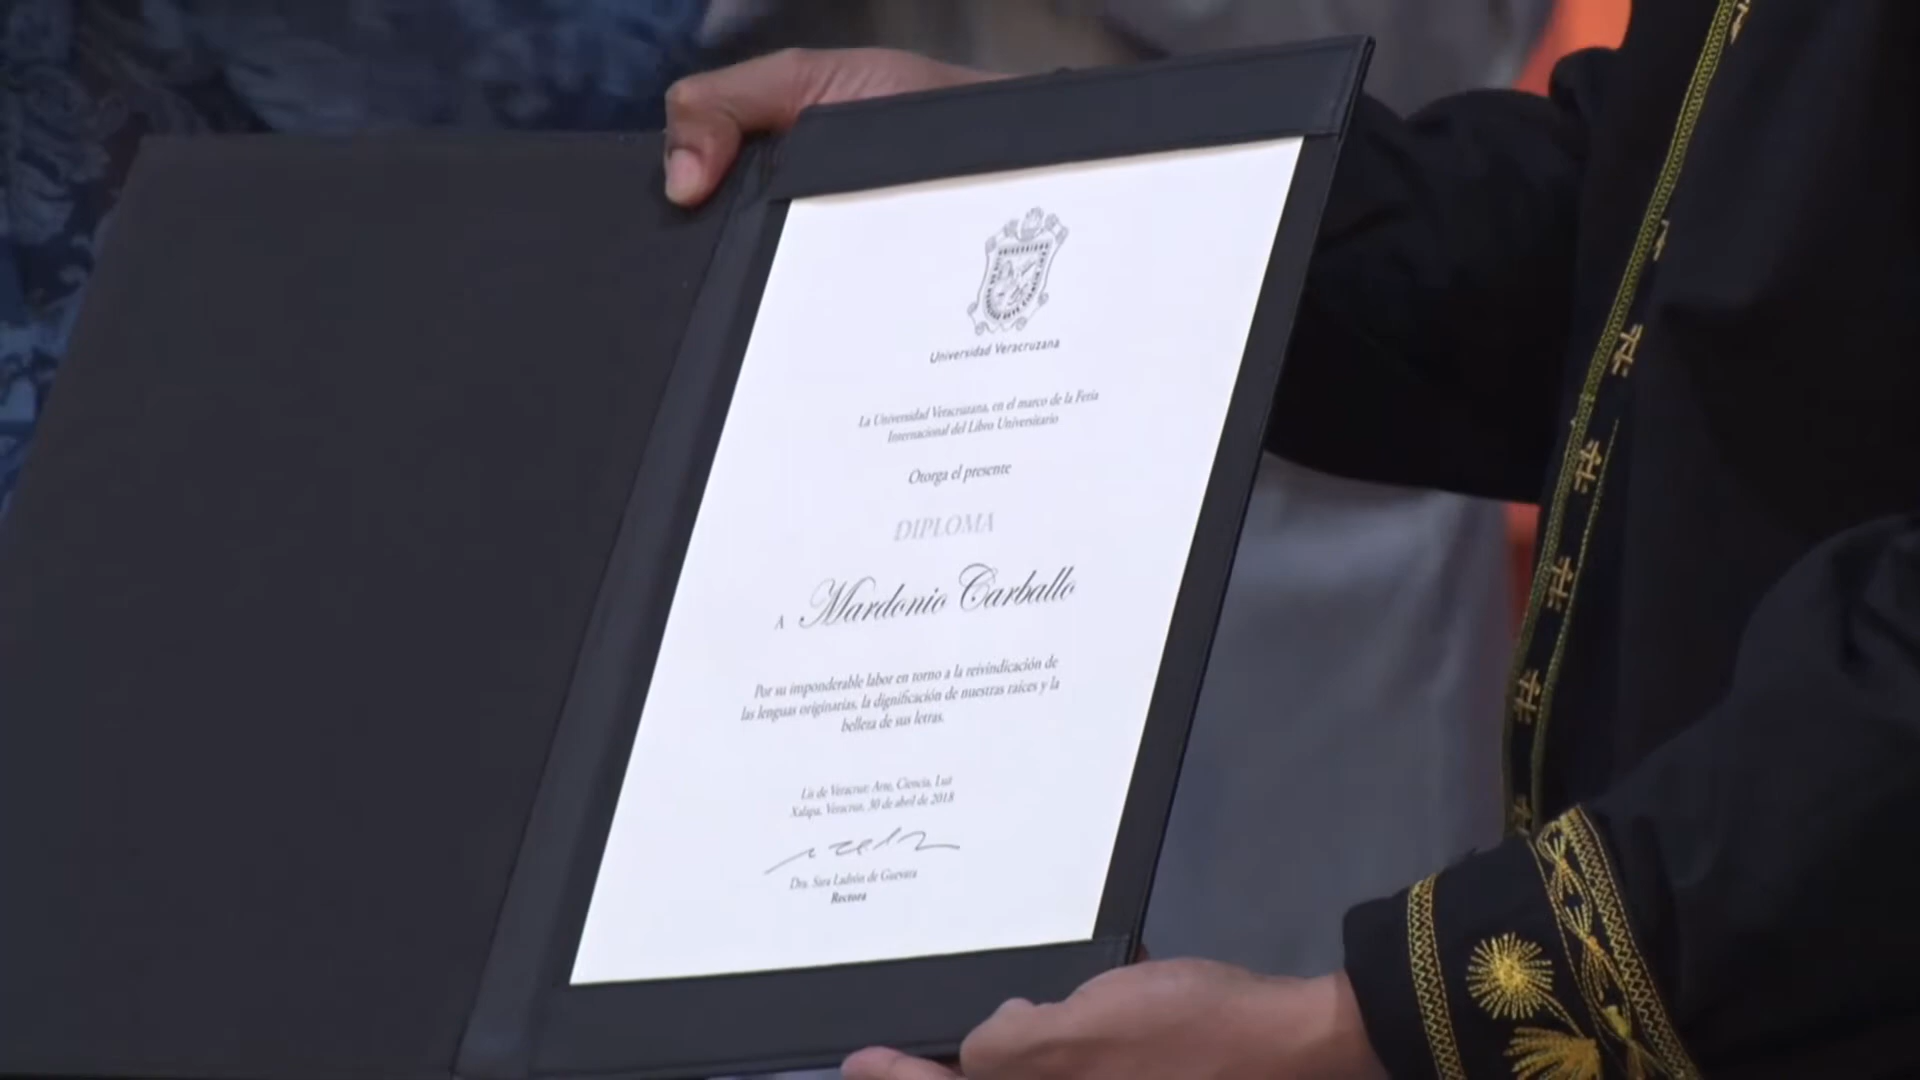 Universidad Veracruzana
La Universidad Veracruzana, en el marco de la Feria
Internacional del Libro Universitario
Otorga el presente
DIPLOMA
A Mardonio Carballo
Por su imponderable labor en torno a la reivindicación de
las lenguas originarias, la dignificación de nuestras raíces y la
belleza de sus letras.
Lis de Veracruz: Arte, Ciencia, Luz
Xalapa, Veracruz, 30 de abril de 2018
Dra. Sara Ladrón de Guevara
Rectora